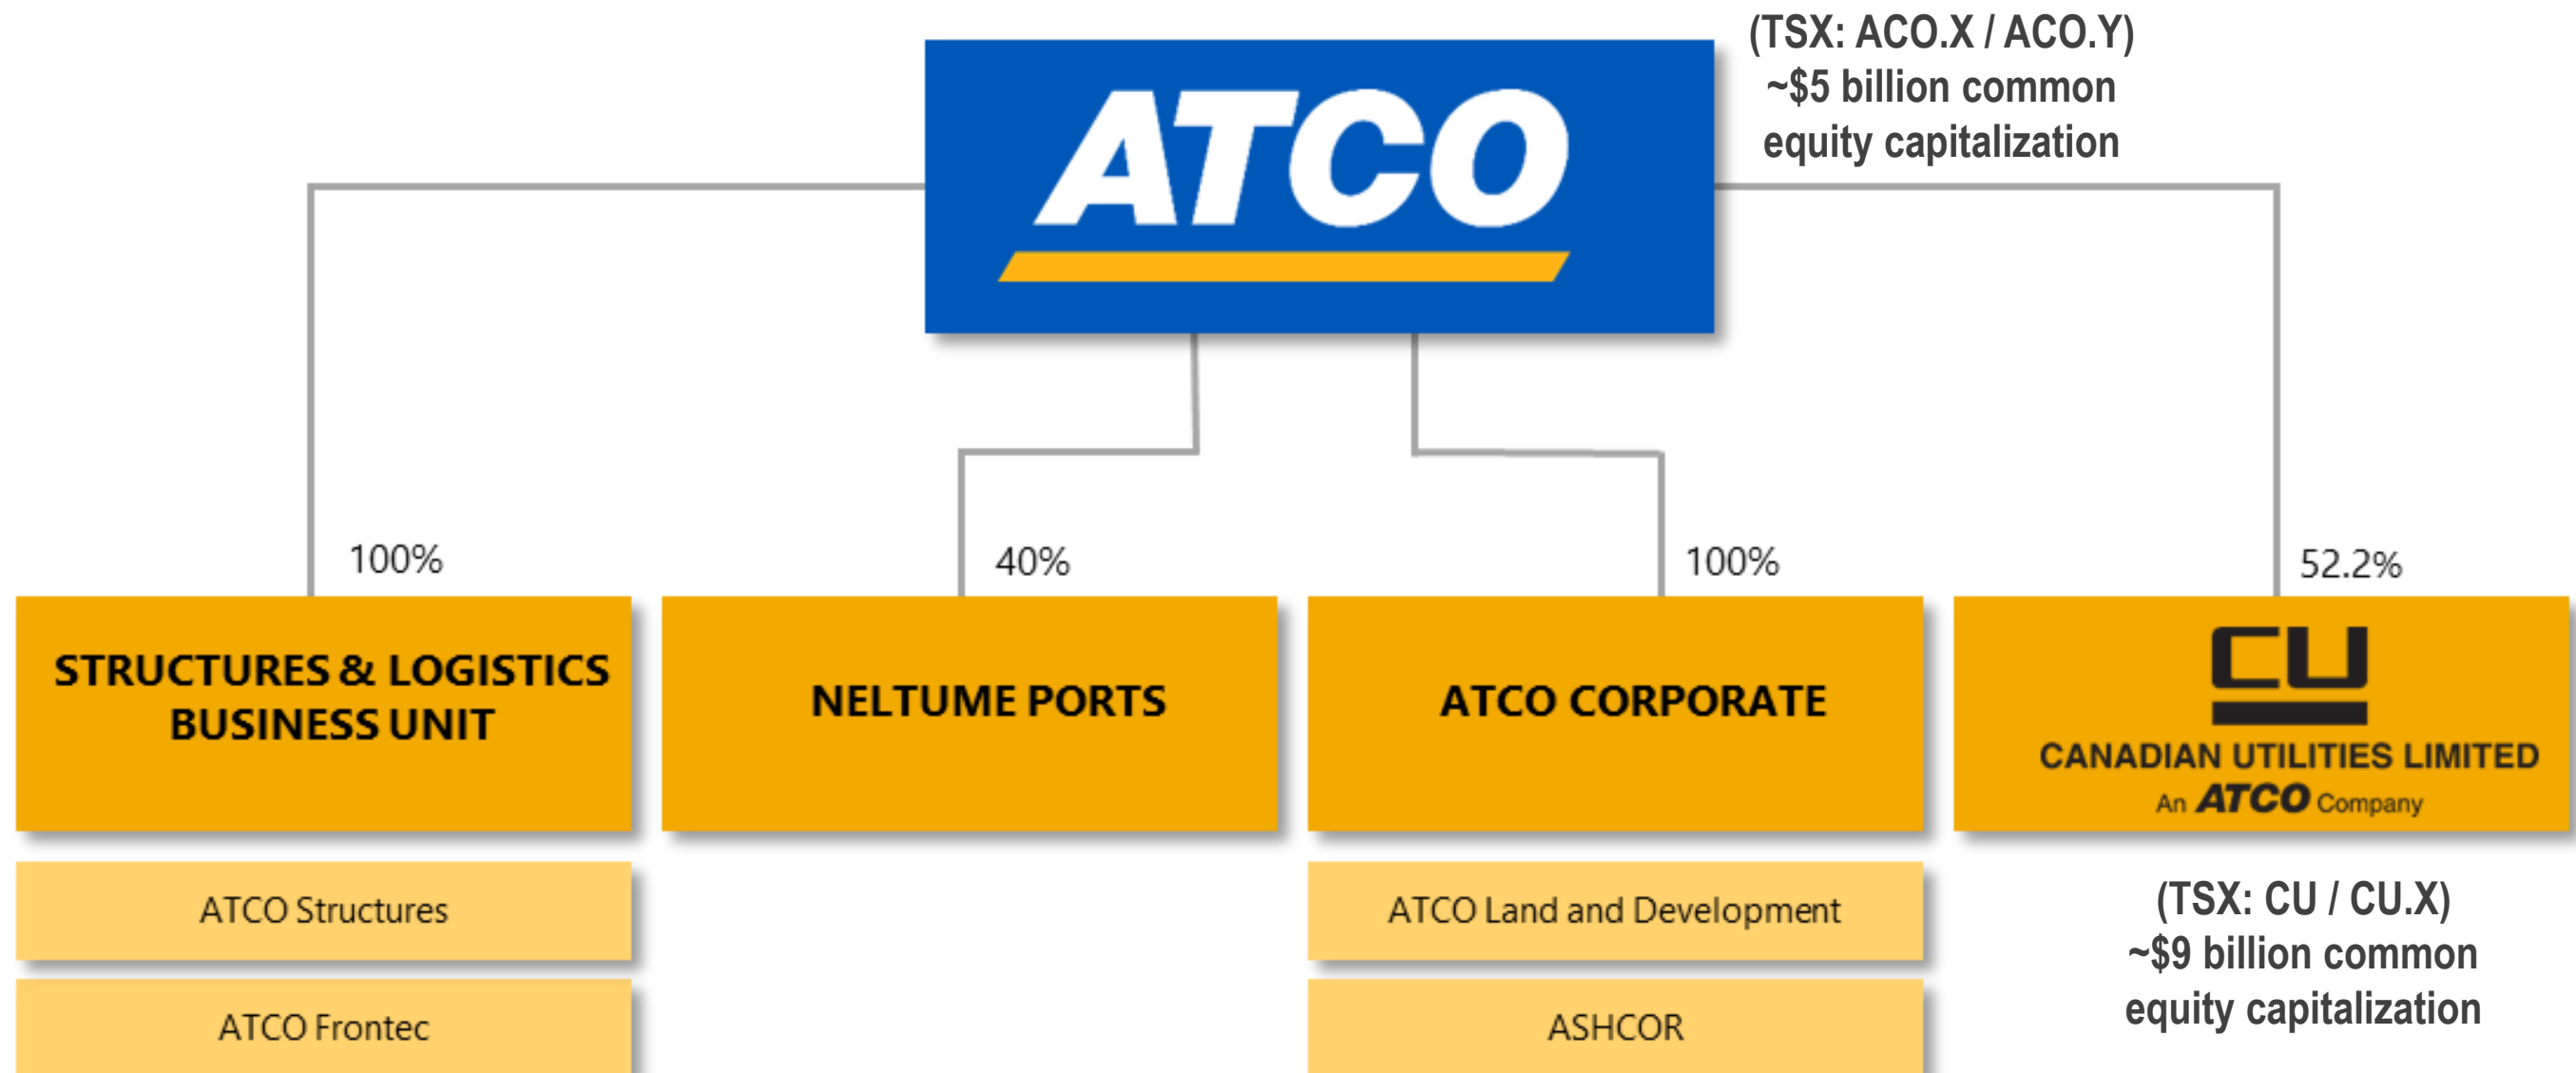 (TSX: ACO.X / ACO.Y)
~$5 billion common
equity capitalization
ATCO
100%
40%
100%
52.2%
STRUCTURES & LOGISTICS
BUSINESS UNIT
NELTUME PORTS
ATCO CORPORATE
CU
CANADIAN UTILITIES LIMITED
An ATCO Company
ATCO Structures
ATCO Frontec
ATCO Land and Development
ASHCOR
(TSX: CU / CU.X)
~$9 billion common
equity capitalization